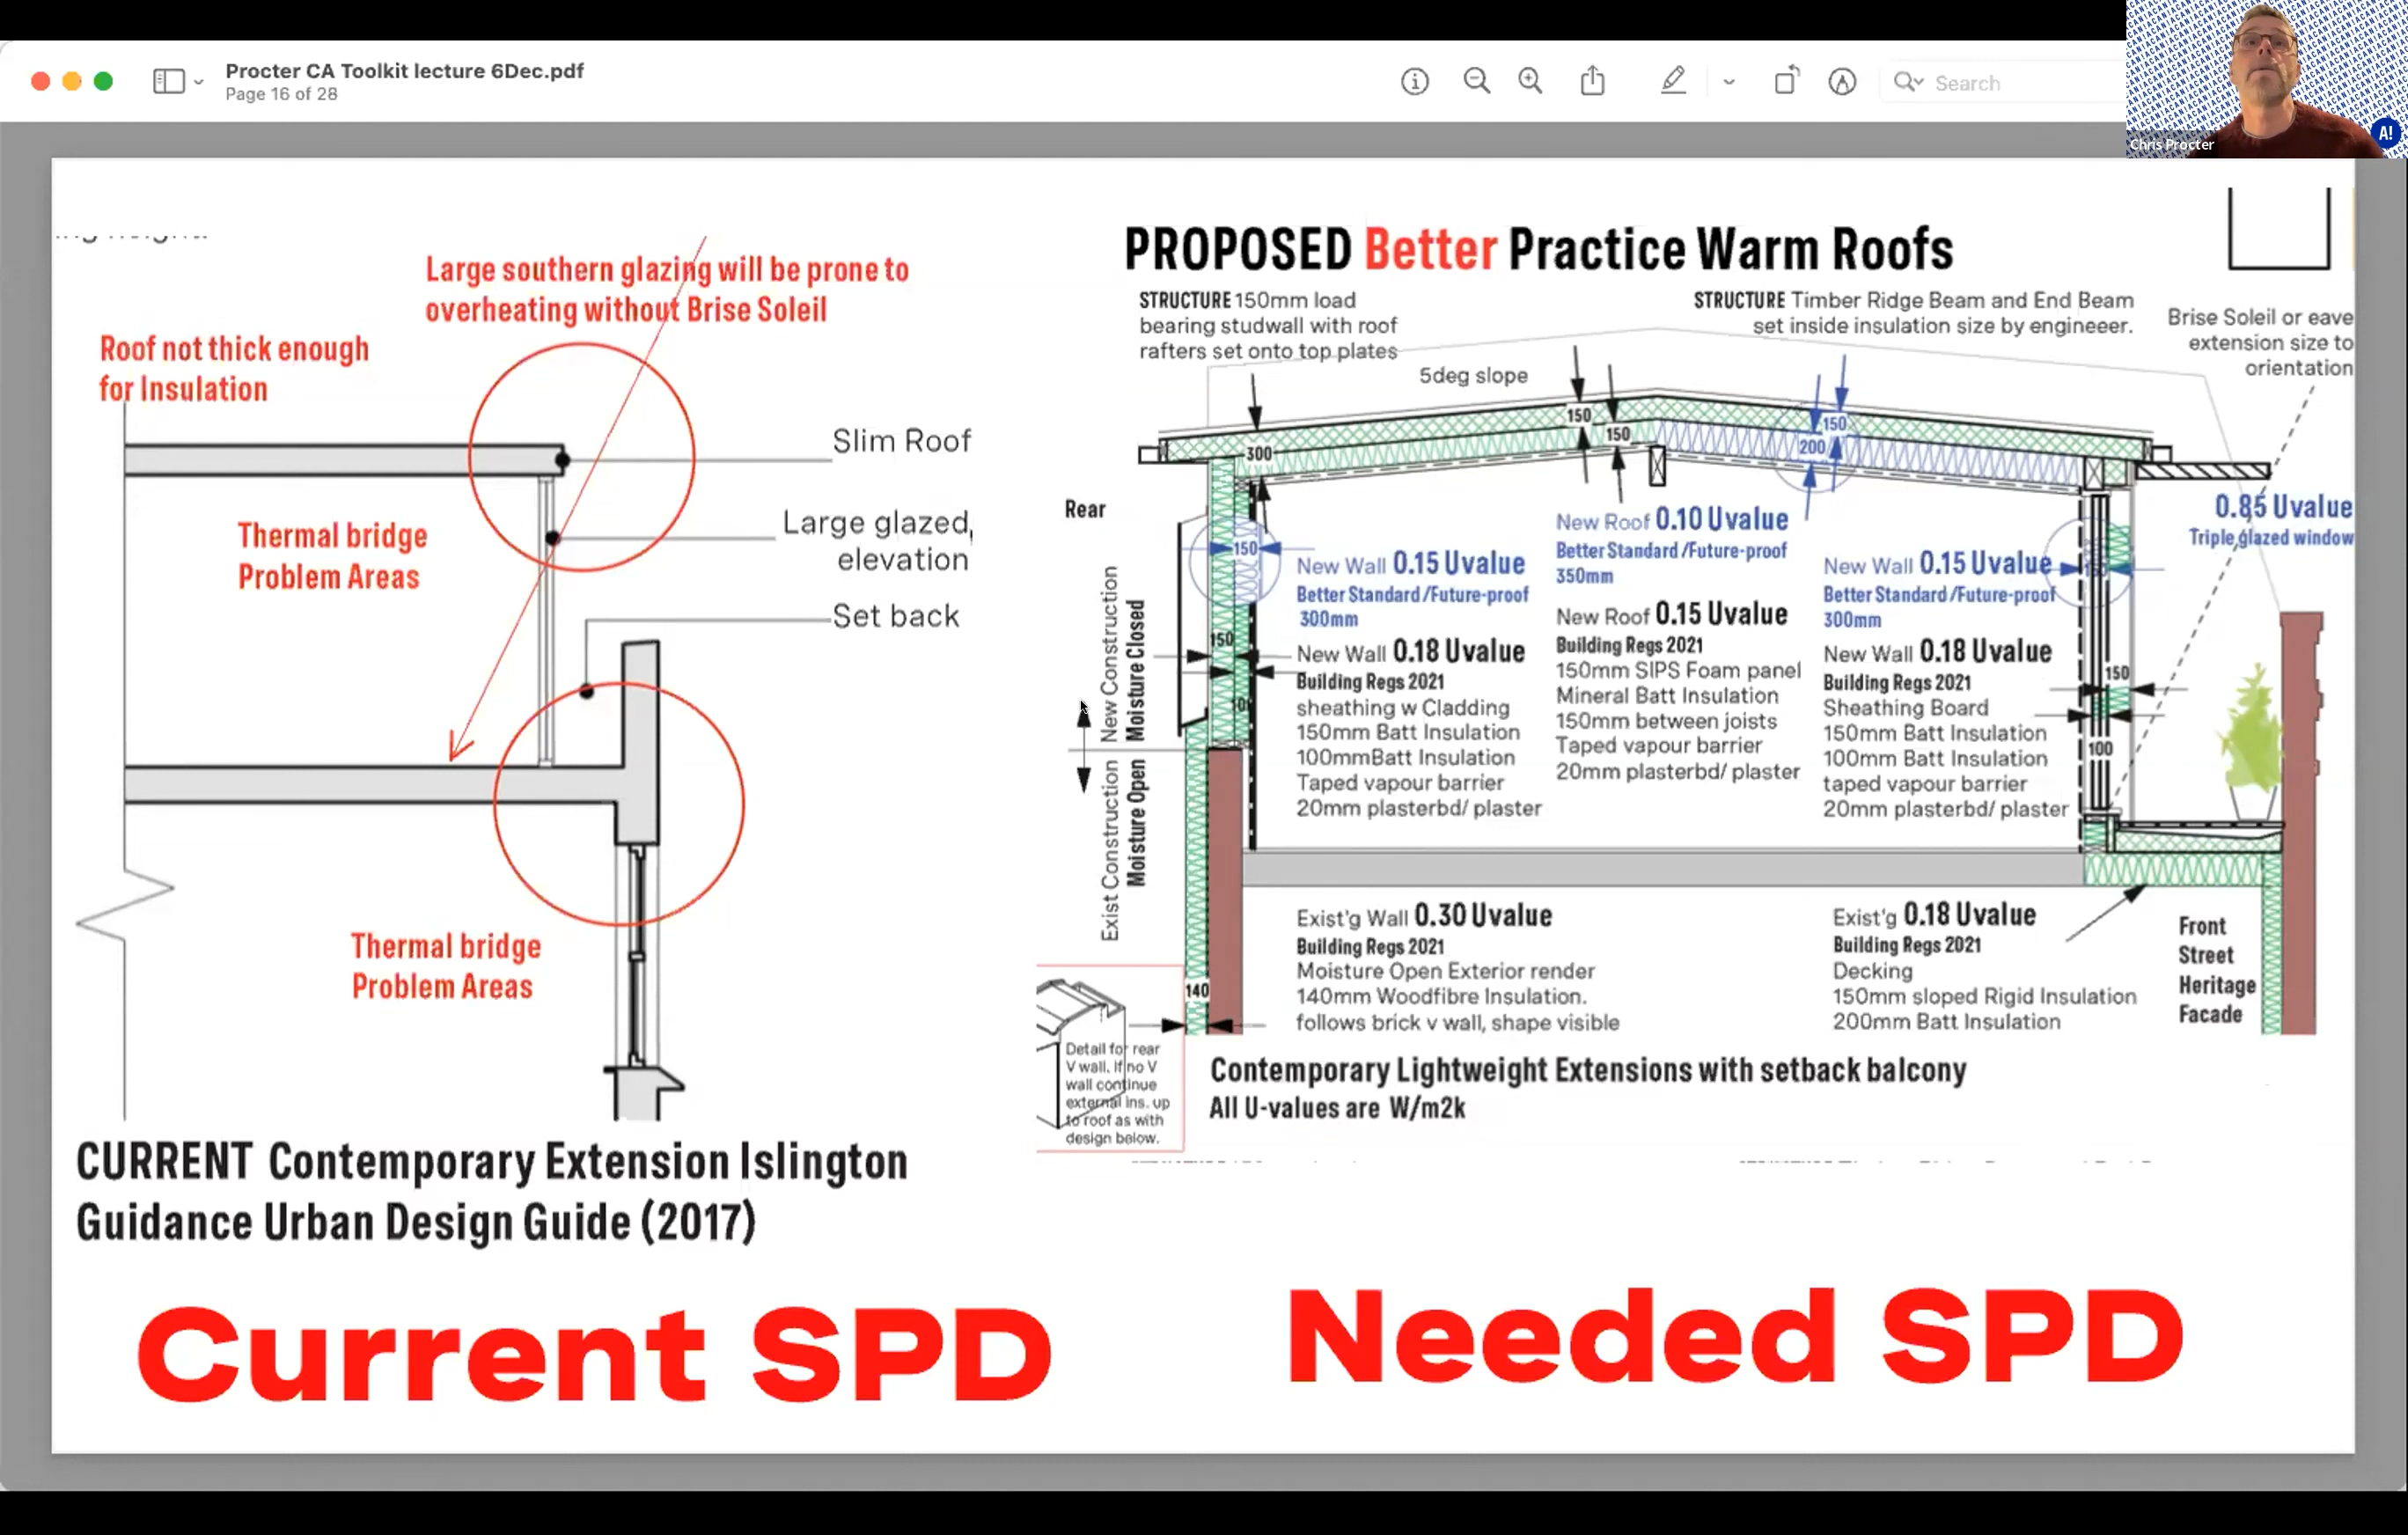 Procter CA Toolkit lecture 6Dec.pdf
Page 16 of 28
Search
Chris Procter
A!
Large southern glazing will be prone to
overheating without Brise Soleil
Roof not thick enough
for Insulation
Slim Roof
Thermal bridge
Problem Areas
Large glazed,
elevation
Set back
Thermal bridge
Problem Areas
CURRENT Contemporary Extension Islington
Guidance Urban Design Guide (2017)
Current SPD
PROPOSED Better Practice Warm Roofs
STRUCTURE 150mm load
bearing studwall with roof
rafters set onto top plates
STRUCTURE Timber Ridge Beam and End Beam
set inside insulation size by engineeer.
Brise Soleil or eave
extension size to
orientation
5deg slope
150
150
150
200
300
Rear
0.85 Uvalue
Triple glazed window
150
New Wall 0.15 Uvalue
Better Standard /Future-proof
300mm
New Wall 0.18 Uvalue
Building Regs 2021
sheathing w Cladding
150mm Batt Insulation
100mmBatt Insulation
Taped vapour barrier
20mm plasterbd/ plaster
New Roof 0.10 Uvalue
Better Standard /Future-proof
350mm
New Roof 0.15 Uvalue
Building Regs 2021
150mm SIPS Foam panel
Mineral Batt Insulation
150mm between joists
Taped vapour barrier
20mm plasterbd/ plaster
New Wall 0.15 Uvalue
Better Standard /Future-proof
300mm
New Wall 0.18 Uvalue
Building Regs 2021
Sheathing Board
150mm Batt Insulation
100mm Batt Insulation
taped vapour barrier
20mm plasterbd/ plaster
150
150
100
New Construction
Moisture Closed
Exist Construction
Moisture Open
Exist'g Wall 0.30 Uvalue
Building Regs 2021
Moisture Open Exterior render
140mm Woodfibre Insulation.
follows brick v wall, shape visible
Exist'g 0.18 Uvalue
Building Regs 2021
Decking
150mm sloped Rigid Insulation
200mm Batt Insulation
Front
Street
Heritage
Facade
140
Detail for rear
V wall. If no V
wall continue
external ins. up
to roof as with
design below.
Contemporary Lightweight Extensions with setback balcony
All U-values are W/m2k
Needed SPD